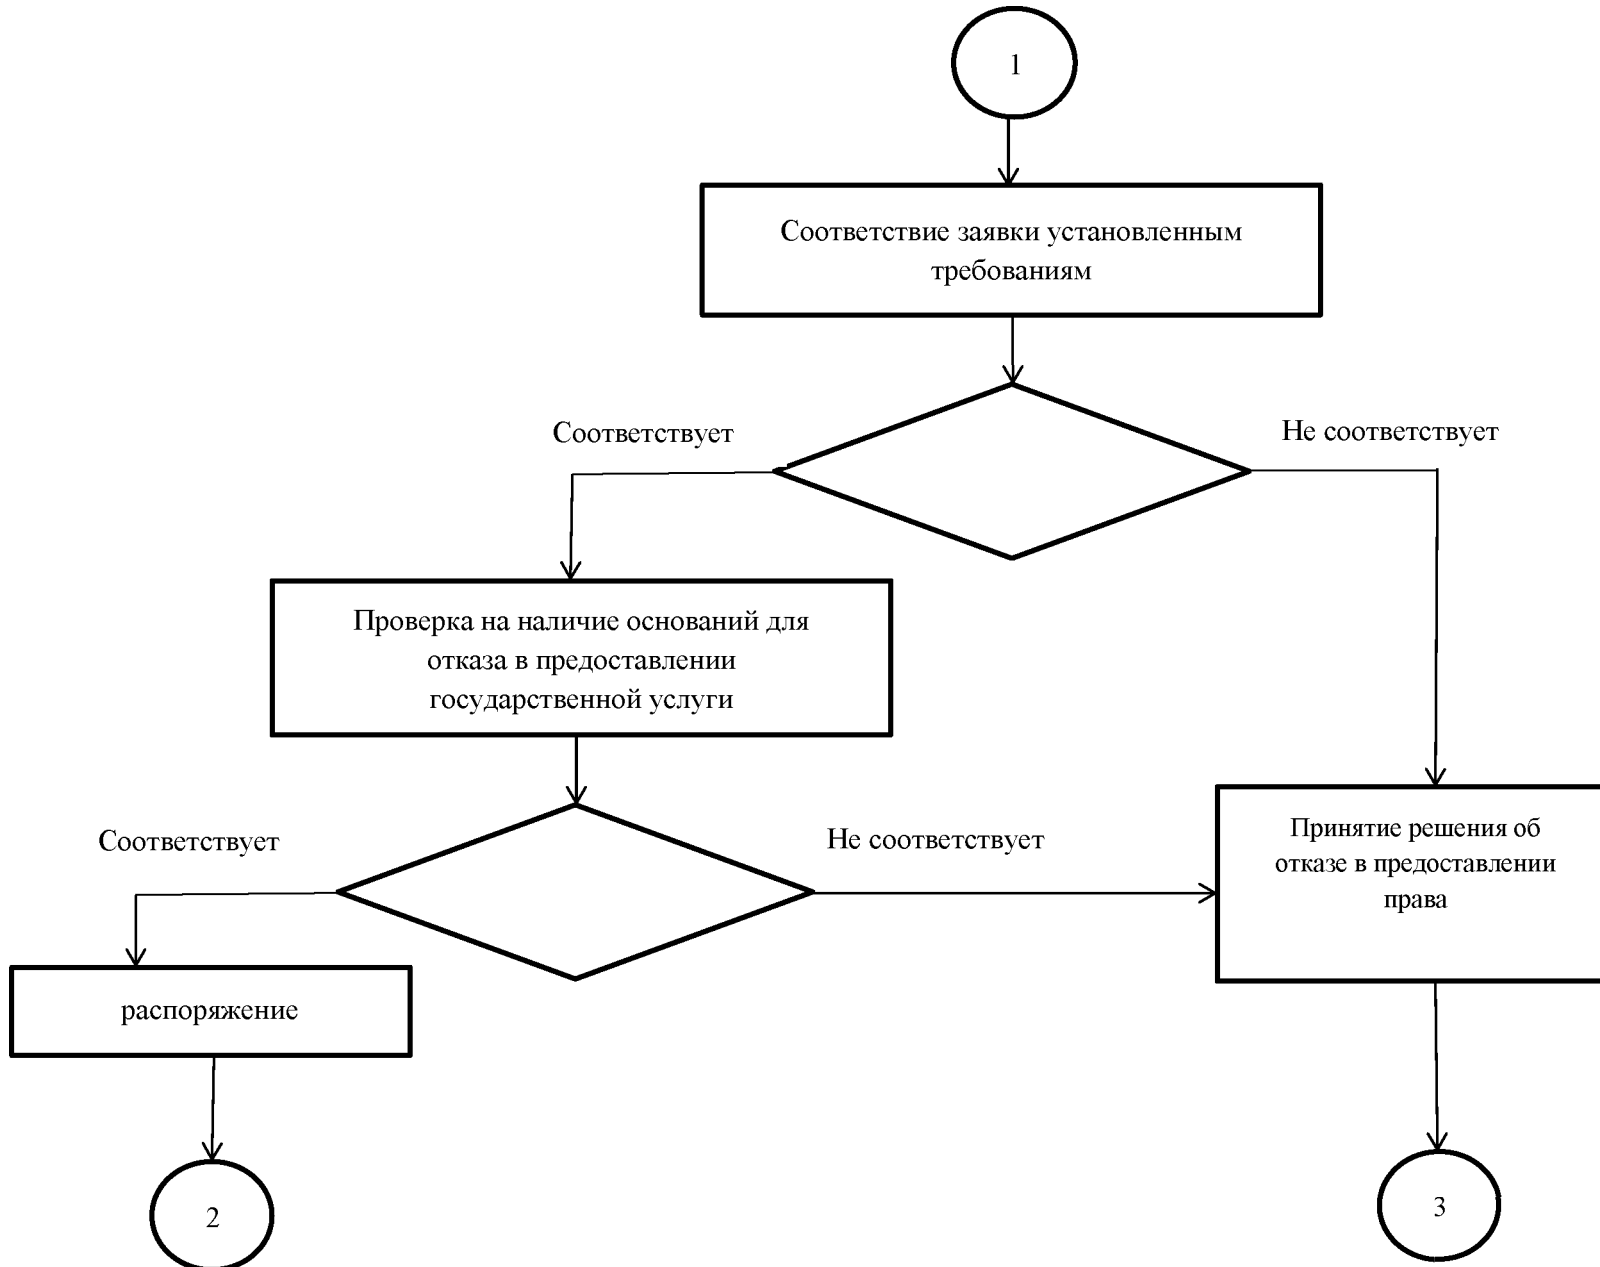 1
Соответствие заявки установленным
требованиям
Соответствует
Не соответствует
Проверка на наличие оснований для
отказа в предоставлении
государственной услуги
Соответствует
Не соответствует
Принятие решения об
отказе в предоставлении
права
распоряжение
2
3